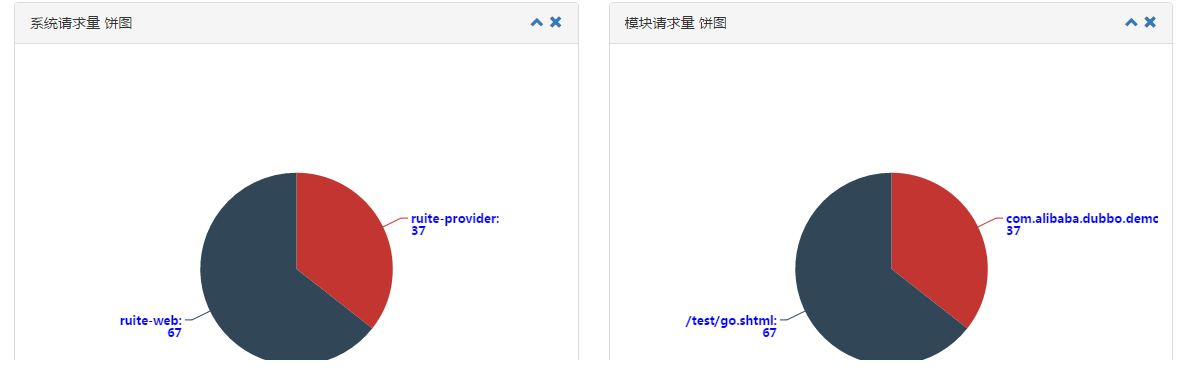 系统请求量 饼图
ruite-provider:
37
ruite-web:
67
模块请求量 饼图
com.alibaba.dubbo.demo
37
/test/go.shtml:
67